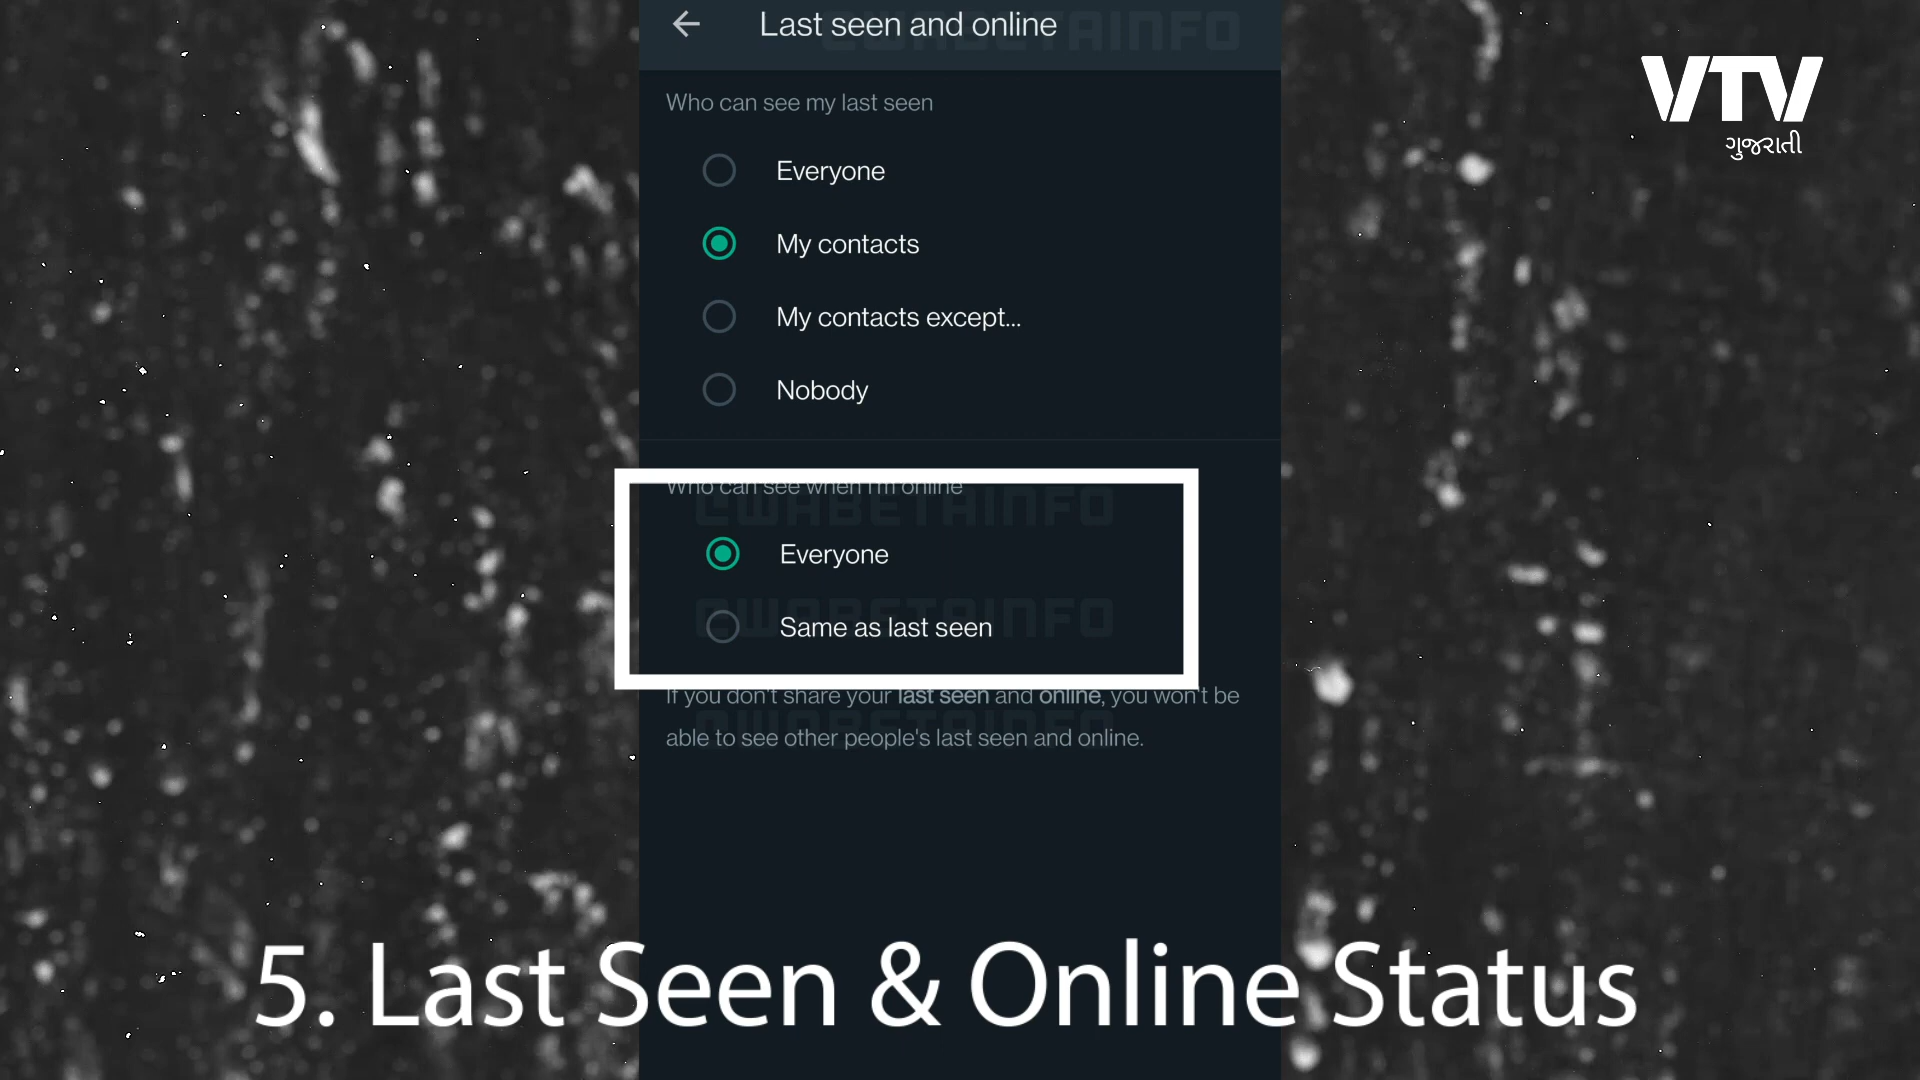 Last seen and online
VTV
ગુજરાતી
Who can see my last seen
Everyone
My contacts
My contacts except...
Nobody
Who can see when I'm online
Everyone
Same as last seen
If you don't share your last seen and online, you won't be
able to see other people's last seen and online.
5. Last Seen & Online Status